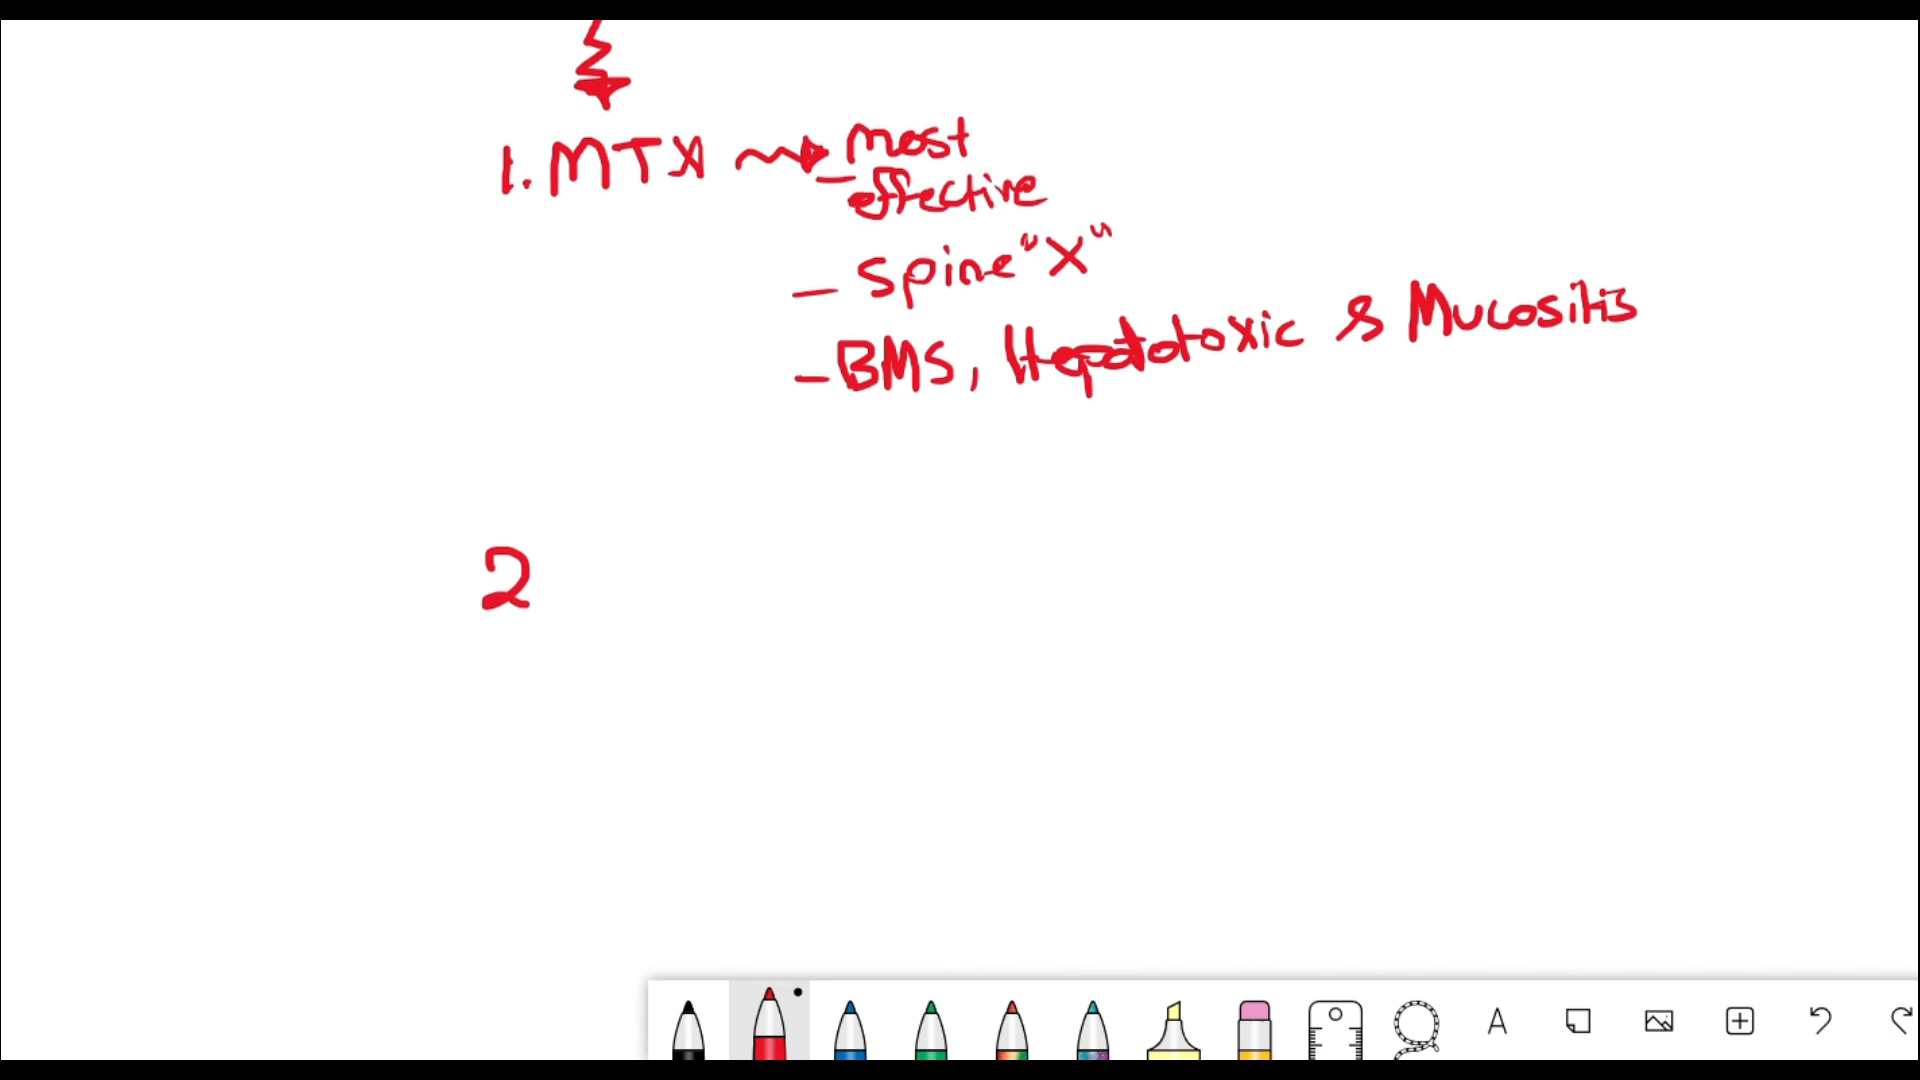 1. MTX → most
- effective
- Spine "X"
- BMS, Hepatotoxic & Mucositis
2
A